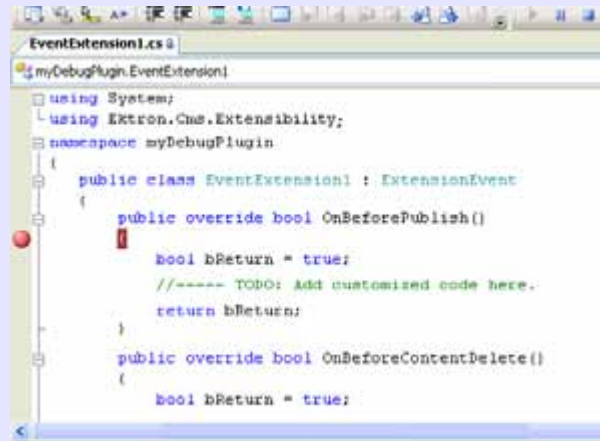 EventExtension1.cs
myDebugPlugin.EventExtension1
using System;
using Ektron.Cms.Extensibility;
namespace myDebugPlugin
{
public class EventExtension1 : ExtensionEvent
{
public override bool OnBeforePublish()
{
bool bReturn = true;
//----- TODO: Add customized code here.
return bReturn;
}
public override bool OnBeforeContentDelete()
{
bool bReturn = true;